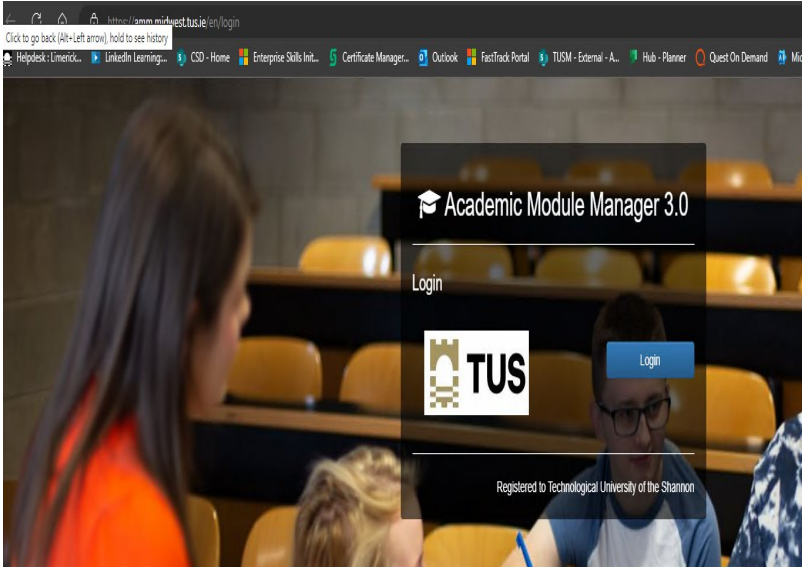 https://amm.midwest.tus.ie/en/login
Click to go back (Alt+Left arrow), hold to see history
Helpdesk : Limerick... LinkedIn Learning:... CSD - Home Enterprise Skills Init... Certificate Manager... Outlook FastTrack Portal TUSM - External - A... Hub - Planner Quest On Demand Mic
Academic Module Manager 3.0
Login
TUS
Login
Registered to Technological University of the Shannon